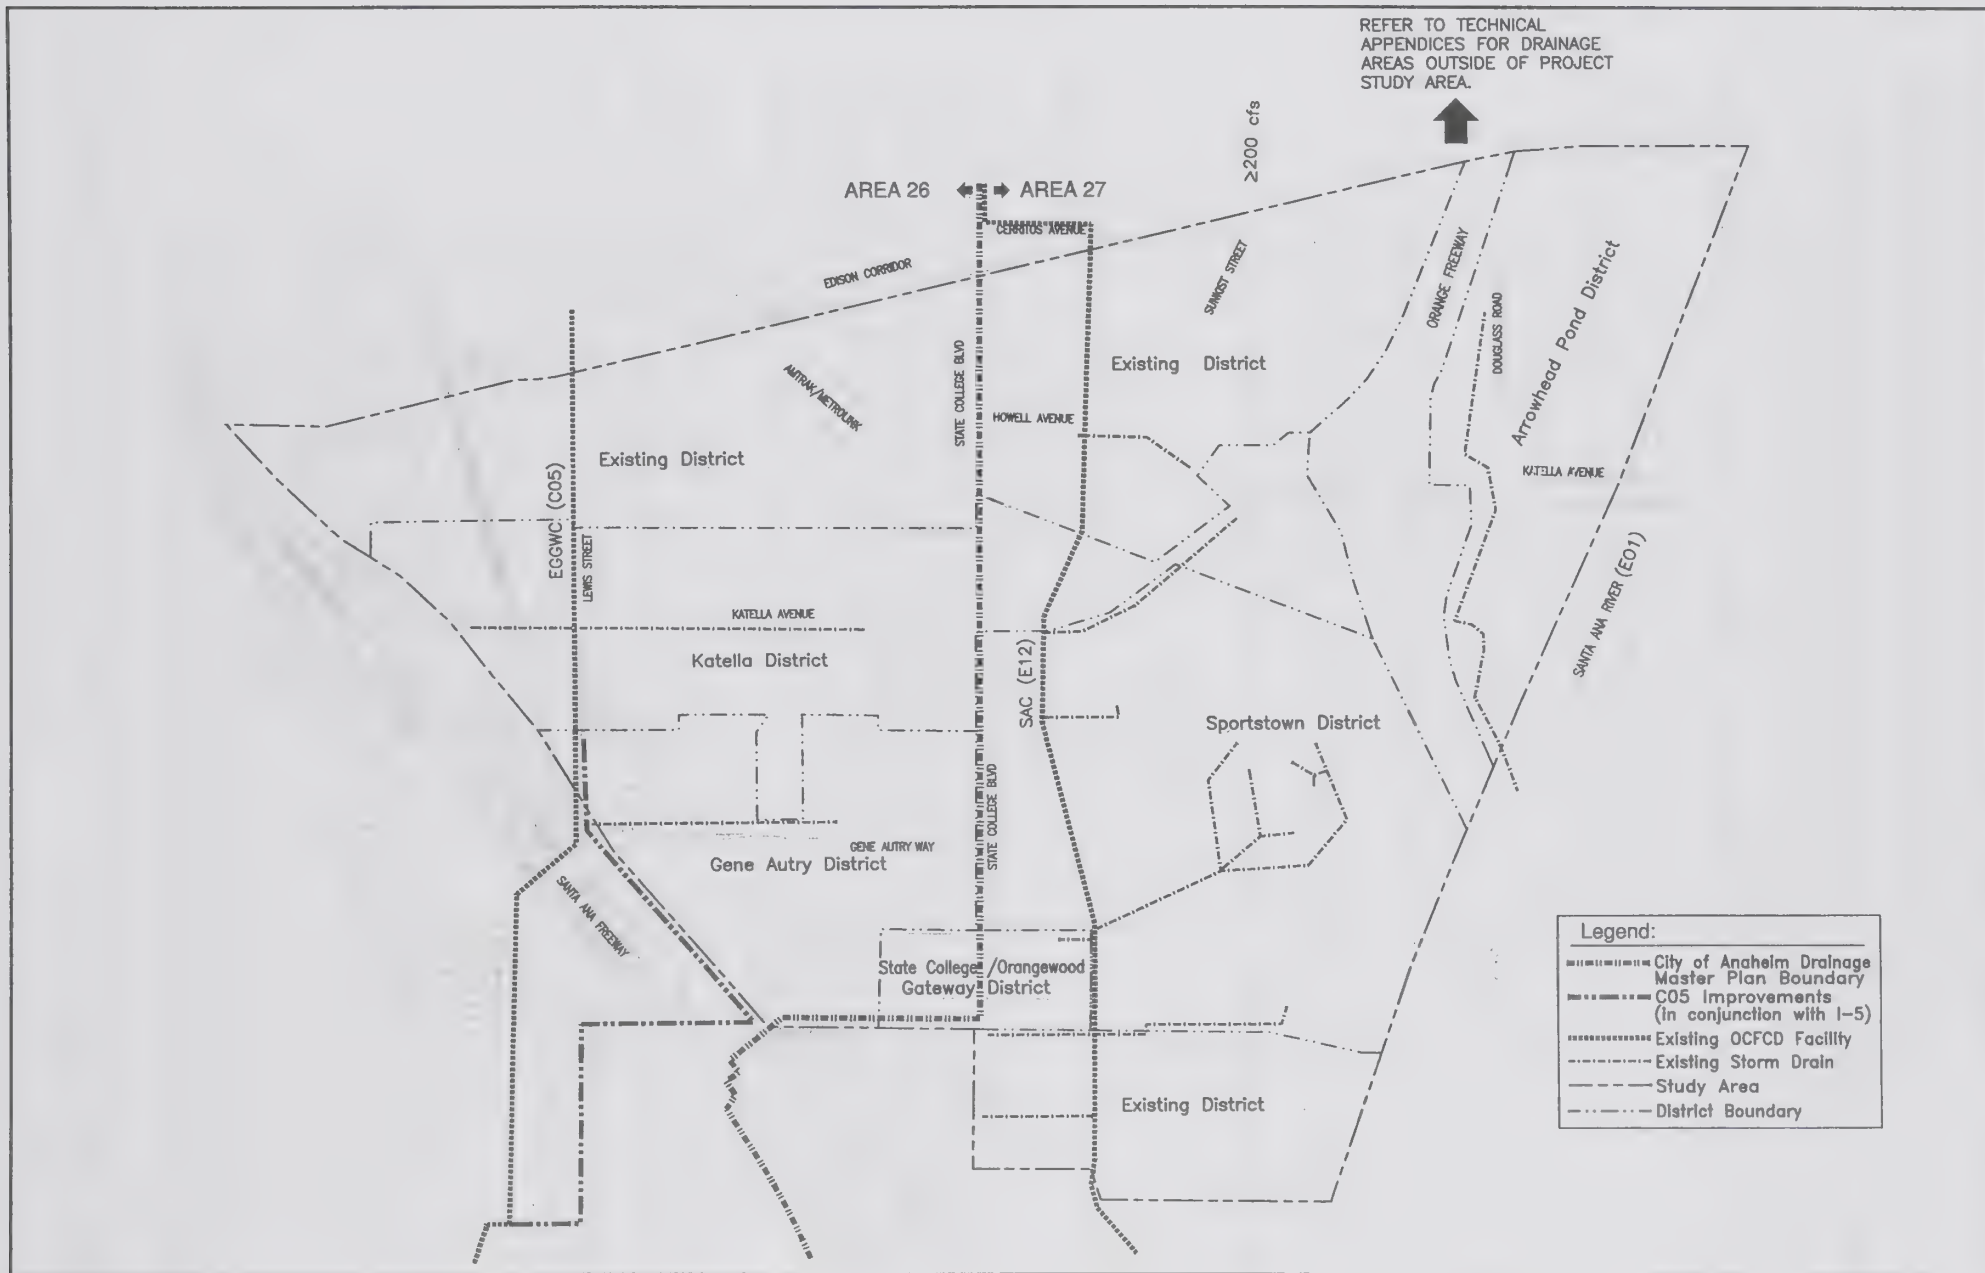 REFER TO TECHNICAL
APPENDICES FOR DRAINAGE
AREAS OUTSIDE OF PROJECT
STUDY AREA.
≥200 cfs
AREA 26
AREA 27
CERRITOS AVENUE
EDISON CORRIDOR
SUNKIST STREET
ORANGE FREEWAY
DOUGLASS ROAD
Arrowhead Pond District
STATE COLLEGE BLVD
AMTRAK/METROLINK
Existing District
HOWELL AVENUE
Existing District
KATELLA AVENUE
EGGWC (C05)
LEWIS STREET
SANTA ANA RIVER (E01)
KATELLA AVENUE
Katella District
SAC (E12)
Sportstown District
STATE COLLEGE BLVD
GENE AUTRY WAY
Gene Autry District
SANTA ANA FREEWAY
State College/Orangewood
Gateway District
Existing District
Legend:
City of Anaheim Drainage
Master Plan Boundary
C05 Improvements
(in conjunction with I-5)
Existing OCFCD Facility
Existing Storm Drain
Study Area
District Boundary